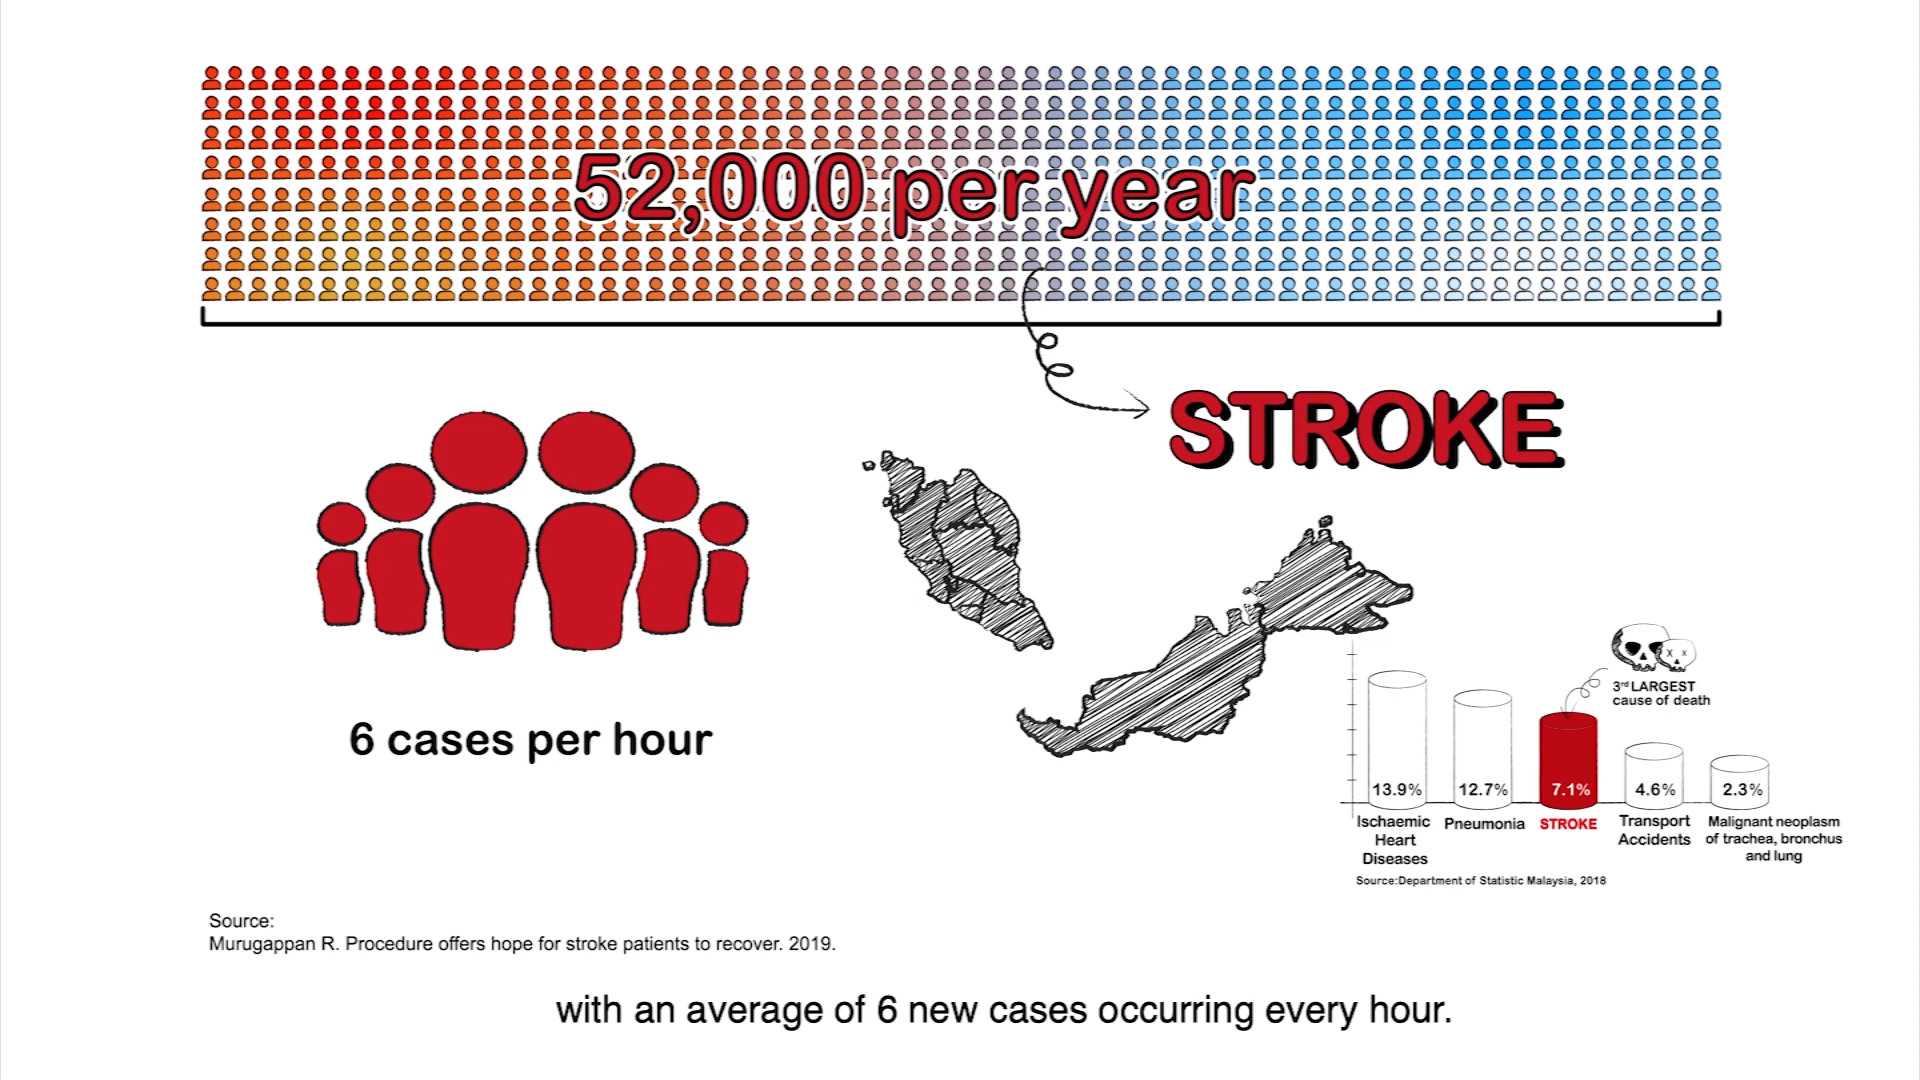 52,000 per year
STROKE
6 cases per hour
3rd LARGEST
cause of death
x x
13.9%
12.7%
7.1%
4.6%
2.3%
Ischaemic
Heart
Diseases
Pneumonia
STROKE
Transport
Accidents
Malignant neoplasm
of trachea, bronchus
and lung
Source:Department of Statistic Malaysia, 2018
Source:
Murugappan R. Procedure offers hope for stroke patients to recover. 2019.
with an average of 6 new cases occurring every hour.